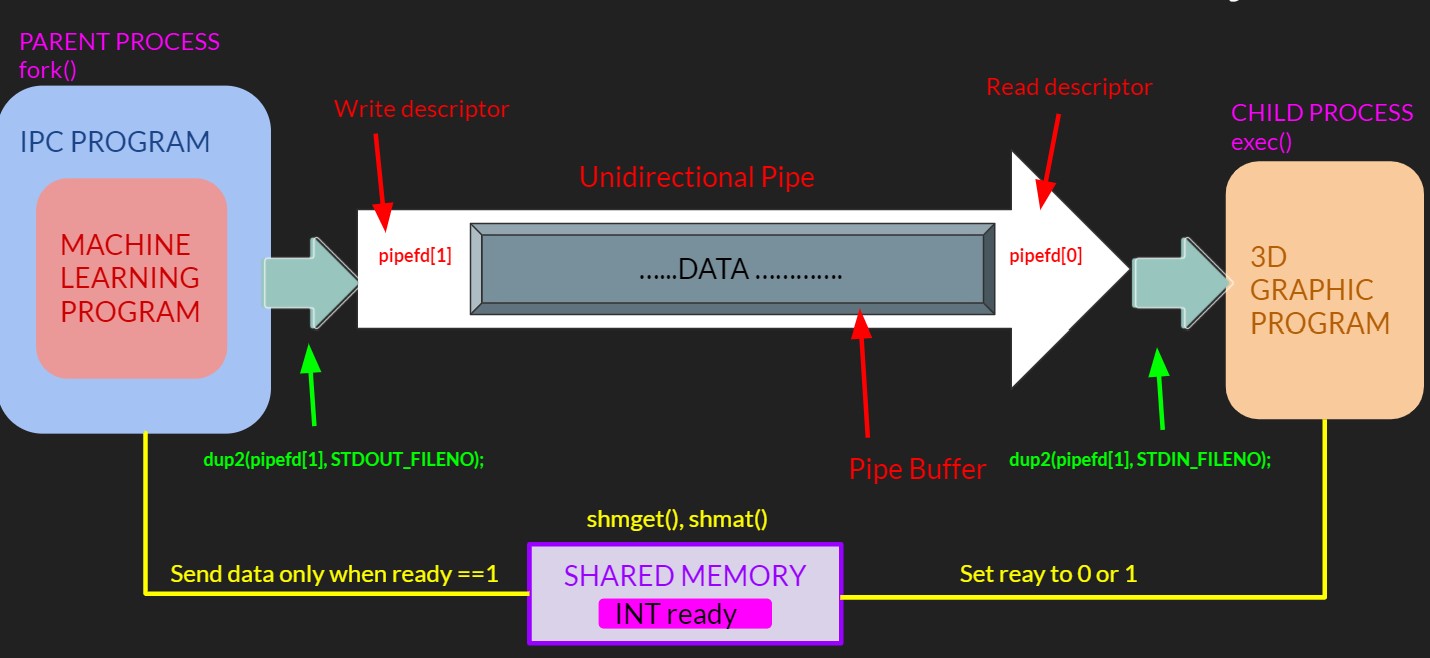 PARENT PROCESS
fork()
IPC PROGRAM
MACHINE
LEARNING
PROGRAM
Write descriptor
Unidirectional Pipe
Read descriptor
CHILD PROCESS
exec()
pipefd[1]
......DATA .............
pipefd[0]
3D
GRAPHIC
PROGRAM
dup2(pipefd[1], STDOUT_FILENO);
Pipe Buffer
dup2(pipefd[1], STDIN_FILENO);
shmget(), shmat()
Send data only when ready ==1
SHARED MEMORY
INT ready
Set reay to 0 or 1